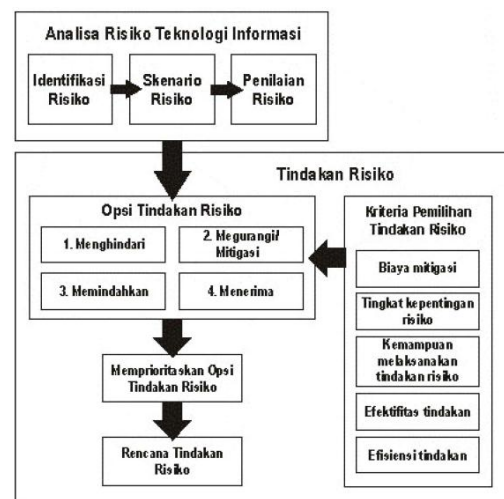 Analisa Risiko Teknologi Informasi
Identifikasi
Risiko
Skenario
Risiko
Penilaian
Risiko
Tindakan Risiko
Opsi Tindakan Risiko
1. Menghindari
2. Megurangi/
Mitigasi
3. Memindahkan
4. Menerima
Kriteria Pemilihan
Tindakan Risiko
Biaya mitigasi
Tingkat kepentingan
risiko
Kemampuan
melaksanakan
tindakan risiko
Efektifitas tindakan
Efisiensi tindakan
Memprioritaskan Opsi
Tindakan Risiko
Rencana Tindakan
Risiko